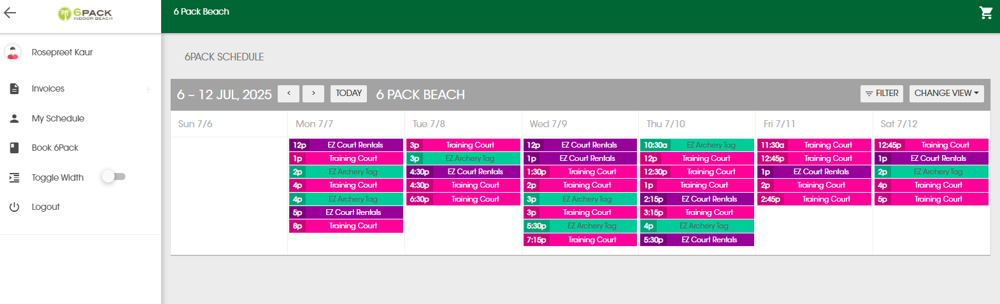 6PACK
INDOOR BEACH
6 Pack Beach
Rosepreet Kaur
Invoices
My Schedule
Book 6Pack
Toggle Width
Logout
6PACK SCHEDULE
6 – 12 JUL, 2025 < > TODAY 6 PACK BEACH FILTER CHANGE VIEW
Sun 7/6
Mon 7/7
12p EZ Court Rentals
1p Training Court
2p EZ Archery Tag
4p Training Court
4p EZ Archery Tag
5p EZ Court Rentals
8p Training Court
Tue 7/8
3p Training Court
3p EZ Archery Tag
4:30p EZ Court Rentals
4:30p Training Court
6:30p Training Court
Wed 7/9
12p EZ Court Rentals
1p EZ Court Rentals
1:30p Training Court
2p Training Court
3p EZ Archery Tag
3p Training Court
5:30p EZ Archery Tag
7:15p Training Court
Thu 7/10
10:30a EZ Archery Tag
12p Training Court
12:30p Training Court
1p Training Court
2:15p EZ Court Rentals
3:15p Training Court
4p EZ Archery Tag
5:30p EZ Court Rentals
Fri 7/11
11:30a Training Court
12:45p Training Court
1p EZ Court Rentals
2p Training Court
2:45p Training Court
Sat 7/12
12:45p Training Court
1p EZ Court Rentals
2p EZ Archery Tag
4p Training Court
5p Training Court